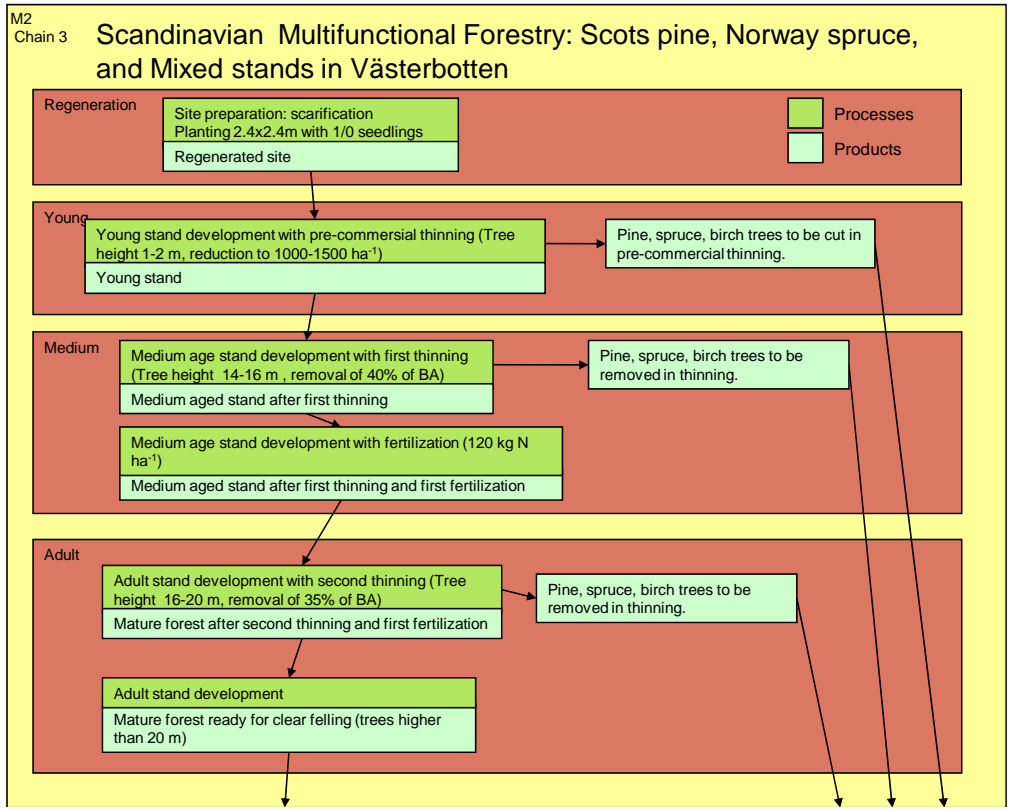 M2
Chain 3
Scandinavian Multifunctional Forestry: Scots pine, Norway spruce,
and Mixed stands in Västerbotten
Regeneration
Site preparation: scarification
Planting 2.4x2.4m with 1/0 seedlings
Regenerated site
Processes
Products
Young
Young stand development with pre-commersial thinning (Tree
height 1-2 m, reduction to 1000-1500 ha⁻¹)
Young stand
Pine, spruce, birch trees to be cut in
pre-commercial thinning.
Medium
Medium age stand development with first thinning
(Tree height 14-16 m , removal of 40% of BA)
Medium aged stand after first thinning
Pine, spruce, birch trees to be
removed in thinning.
Medium age stand development with fertilization (120 kg N
ha⁻¹)
Medium aged stand after first thinning and first fertilization
Adult
Adult stand development with second thinning (Tree
height 16-20 m, removal of 35% of BA)
Mature forest after second thinning and first fertilization
Pine, spruce, birch trees to be
removed in thinning.
Adult stand development
Mature forest ready for clear felling (trees higher
than 20 m)